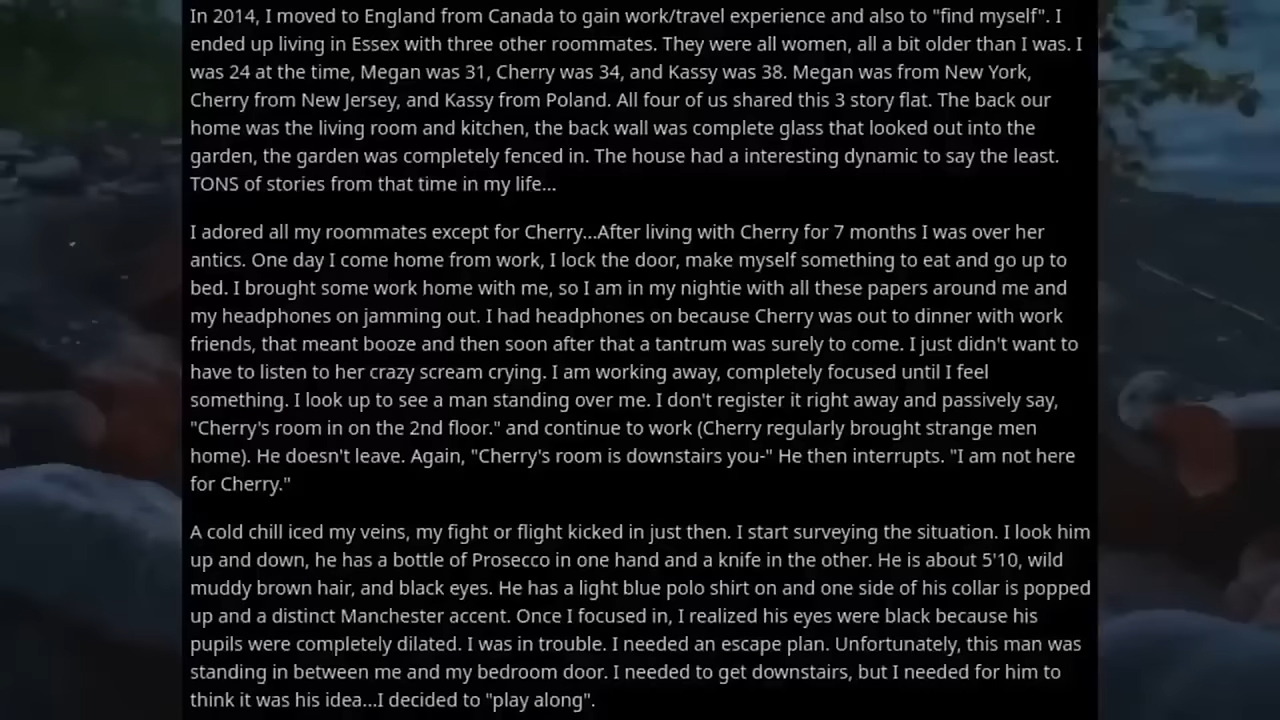 In 2014, I moved to England from Canada to gain work/travel experience and also to "find myself". I
ended up living in Essex with three other roommates. They were all women, all a bit older than I was. I
was 24 at the time, Megan was 31, Cherry was 34, and Kassy was 38. Megan was from New York,
Cherry from New Jersey, and Kassy from Poland. All four of us shared this 3 story flat. The back our
home was the living room and kitchen, the back wall was complete glass that looked out into the
garden, the garden was completely fenced in. The house had a interesting dynamic to say the least.
TONS of stories from that time in my life...
I adored all my roommates except for Cherry...After living with Cherry for 7 months I was over her
antics. One day I come home from work, I lock the door, make myself something to eat and go up to
bed. I brought some work home with me, so I am in my nightie with all these papers around me and
my headphones on jamming out. I had headphones on because Cherry was out to dinner with work
friends, that meant booze and then soon after that a tantrum was surely to come. I just didn't want to
have to listen to her crazy scream crying. I am working away, completely focused until I feel
something. I look up to see a man standing over me. I don't register it right away and passively say,
"Cherry's room in on the 2nd floor." and continue to work (Cherry regularly brought strange men
home). He doesn't leave. Again, "Cherry's room is downstairs you-" He then interrupts. "I am not here
for Cherry."
A cold chill iced my veins, my fight or flight kicked in just then. I start surveying the situation. I look him
up and down, he has a bottle of Prosecco in one hand and a knife in the other. He is about 5'10, wild
muddy brown hair, and black eyes. He has a light blue polo shirt on and one side of his collar is popped
up and a distinct Manchester accent. Once I focused in, I realized his eyes were black because his
pupils were completely dilated. I was in trouble. I needed an escape plan. Unfortunately, this man was
standing in between me and my bedroom door. I needed to get downstairs, but I needed for him to
think it was his idea...I decided to "play along".